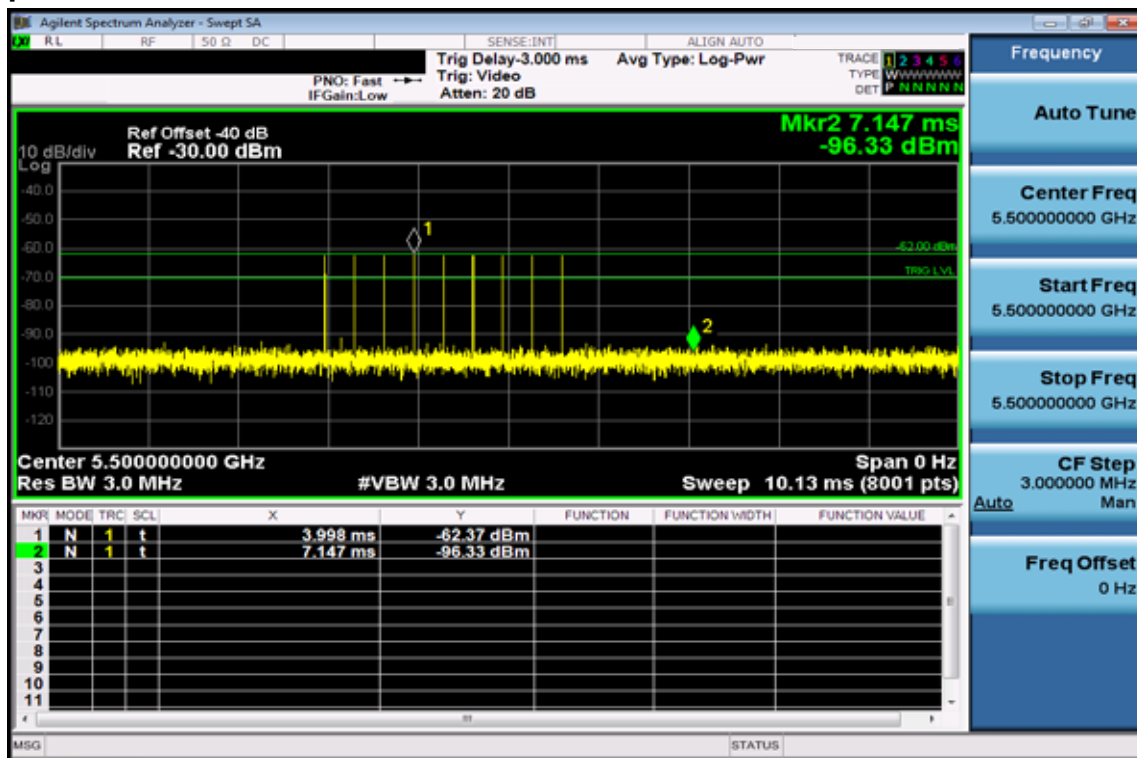 Agilent Spectrum Analyzer - Swept SA
RL RF 50 Ω DC SENSE:INT ALIGN AUTO
Trig Delay-3.000 ms Avg Type: Log-Pwr TRACE 1 2 3 4 5 6
PNO: Fast Trig: Video TYPE WWWWWW
IFGain:Low Atten: 20 dB DET P N N N N N
Mkr2 7.147 ms
-96.33 dBm
Ref Offset -40 dB
10 dB/div Ref -30.00 dBm
Log
-40.0
-50.0
-60.0
-70.0
-80.0
-90.0
-100
-110
-120
1
-62.00 dBm
TRIG LVL
2
Center 5.500000000 GHz Span 0 Hz
Res BW 3.0 MHz #VBW 3.0 MHz Sweep 10.13 ms (8001 pts)
MKR MODE TRC SCL X Y FUNCTION FUNCTION WIDTH FUNCTION VALUE
1 N 1 t 3.998 ms -62.37 dBm
2 N 1 t 7.147 ms -96.33 dBm
3
4
5
6
7
8
9
10
11
MSG STATUS
Frequency
Auto Tune
Center Freq
5.500000000 GHz
Start Freq
5.500000000 GHz
Stop Freq
5.500000000 GHz
CF Step
3.000000 MHz
Auto Man
Freq Offset
0 Hz